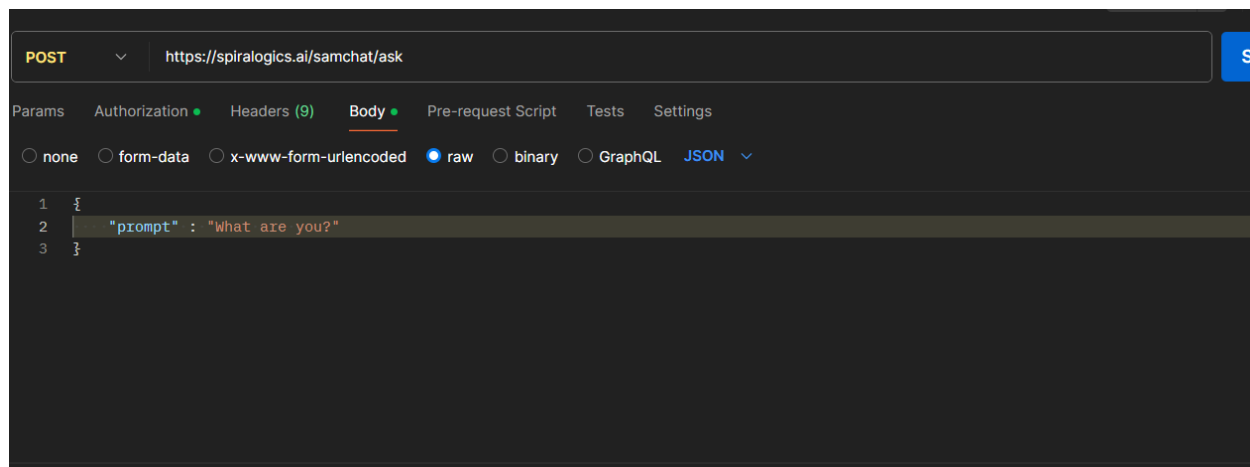 POST https://spiralogics.ai/samchat/ask S
Params Authorization Headers (9) Body Pre-request Script Tests Settings
none form-data x-www-form-urlencoded raw binary GraphQL JSON
1 {
2 "prompt" : "What are you?"
3 }